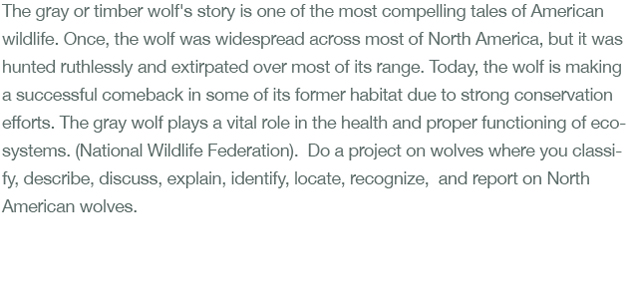 The gray or timber wolf's story is one of the most compelling tales of American
wildlife. Once, the wolf was widespread across most of North America, but it was
hunted ruthlessly and extirpated over most of its range. Today, the wolf is making
a successful comeback in some of its former habitat due to strong conservation
efforts. The gray wolf plays a vital role in the health and proper functioning of eco-
systems. (National Wildlife Federation).  Do a project on wolves where you classi-
fy, describe, discuss, explain, identify, locate, recognize,  and report on North
American wolves.